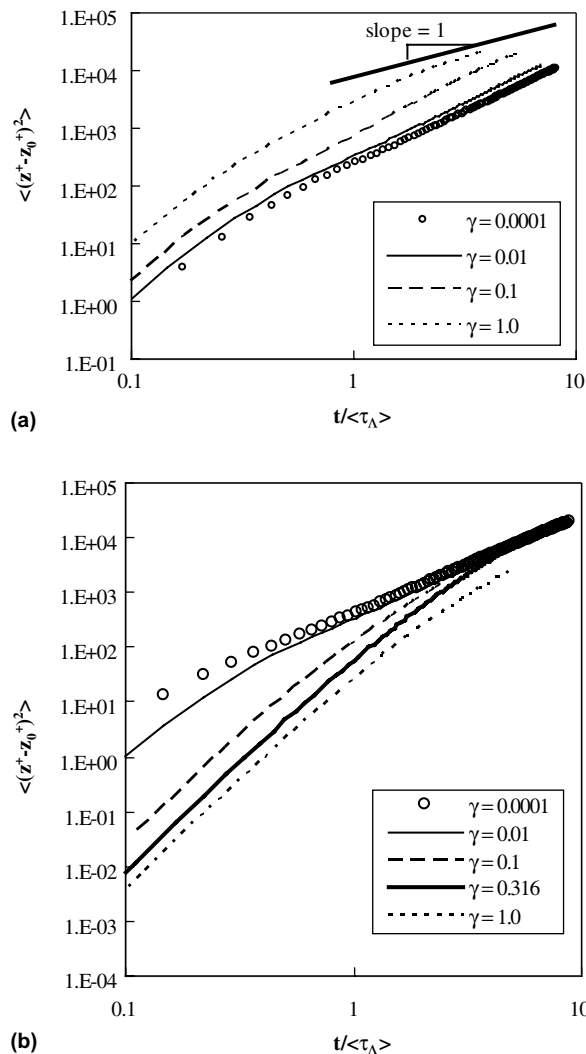 1.E+05
slope = 1
1.E+04
1.E+03
<(z⁺-z₀⁺)²>
1.E+02
1.E+01
1.E+00
1.E-01
γ = 0.0001
γ = 0.01
γ = 0.1
γ = 1.0
0.1
1
10
(a)
t/<τ_Λ>
1.E+05
1.E+04
1.E+03
1.E+02
<(z⁺-z₀⁺)²>
1.E+01
1.E+00
1.E-01
1.E-02
1.E-03
1.E-04
γ = 0.0001
γ = 0.01
γ = 0.1
γ = 0.316
γ = 1.0
0.1
1
10
(b)
t/<τ_Λ>